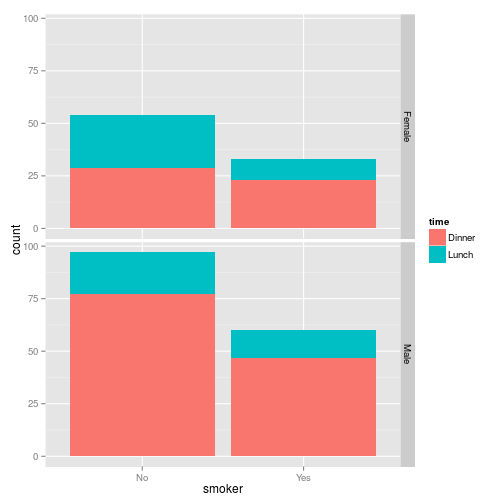 count
100
75
50
25
0
Female
100
75
50
25
0
Male
No
Yes
smoker
time
Dinner
Lunch